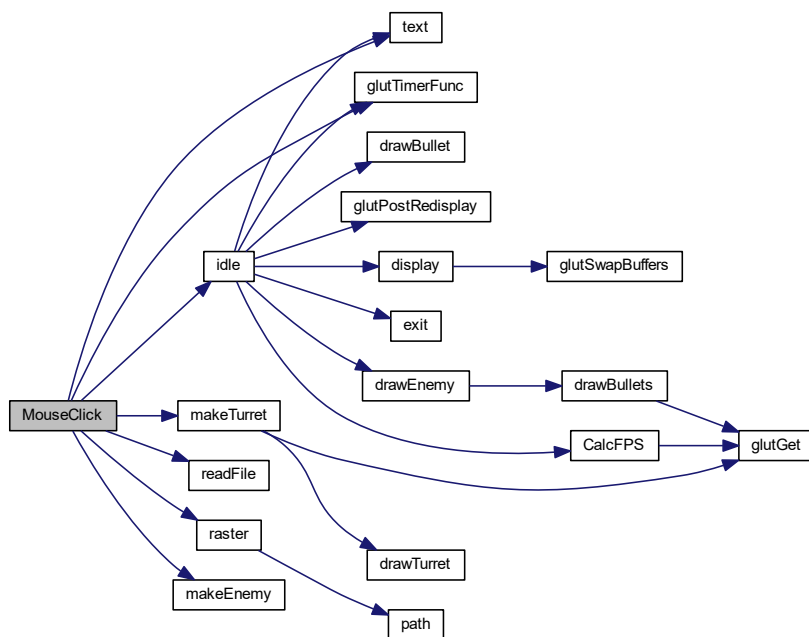 text
glutTimerFunc
drawBullet
glutPostRedisplay
idle
display
glutSwapBuffers
exit
drawEnemy
drawBullets
MouseClick
makeTurret
CalcFPS
glutGet
readFile
raster
drawTurret
makeEnemy
path